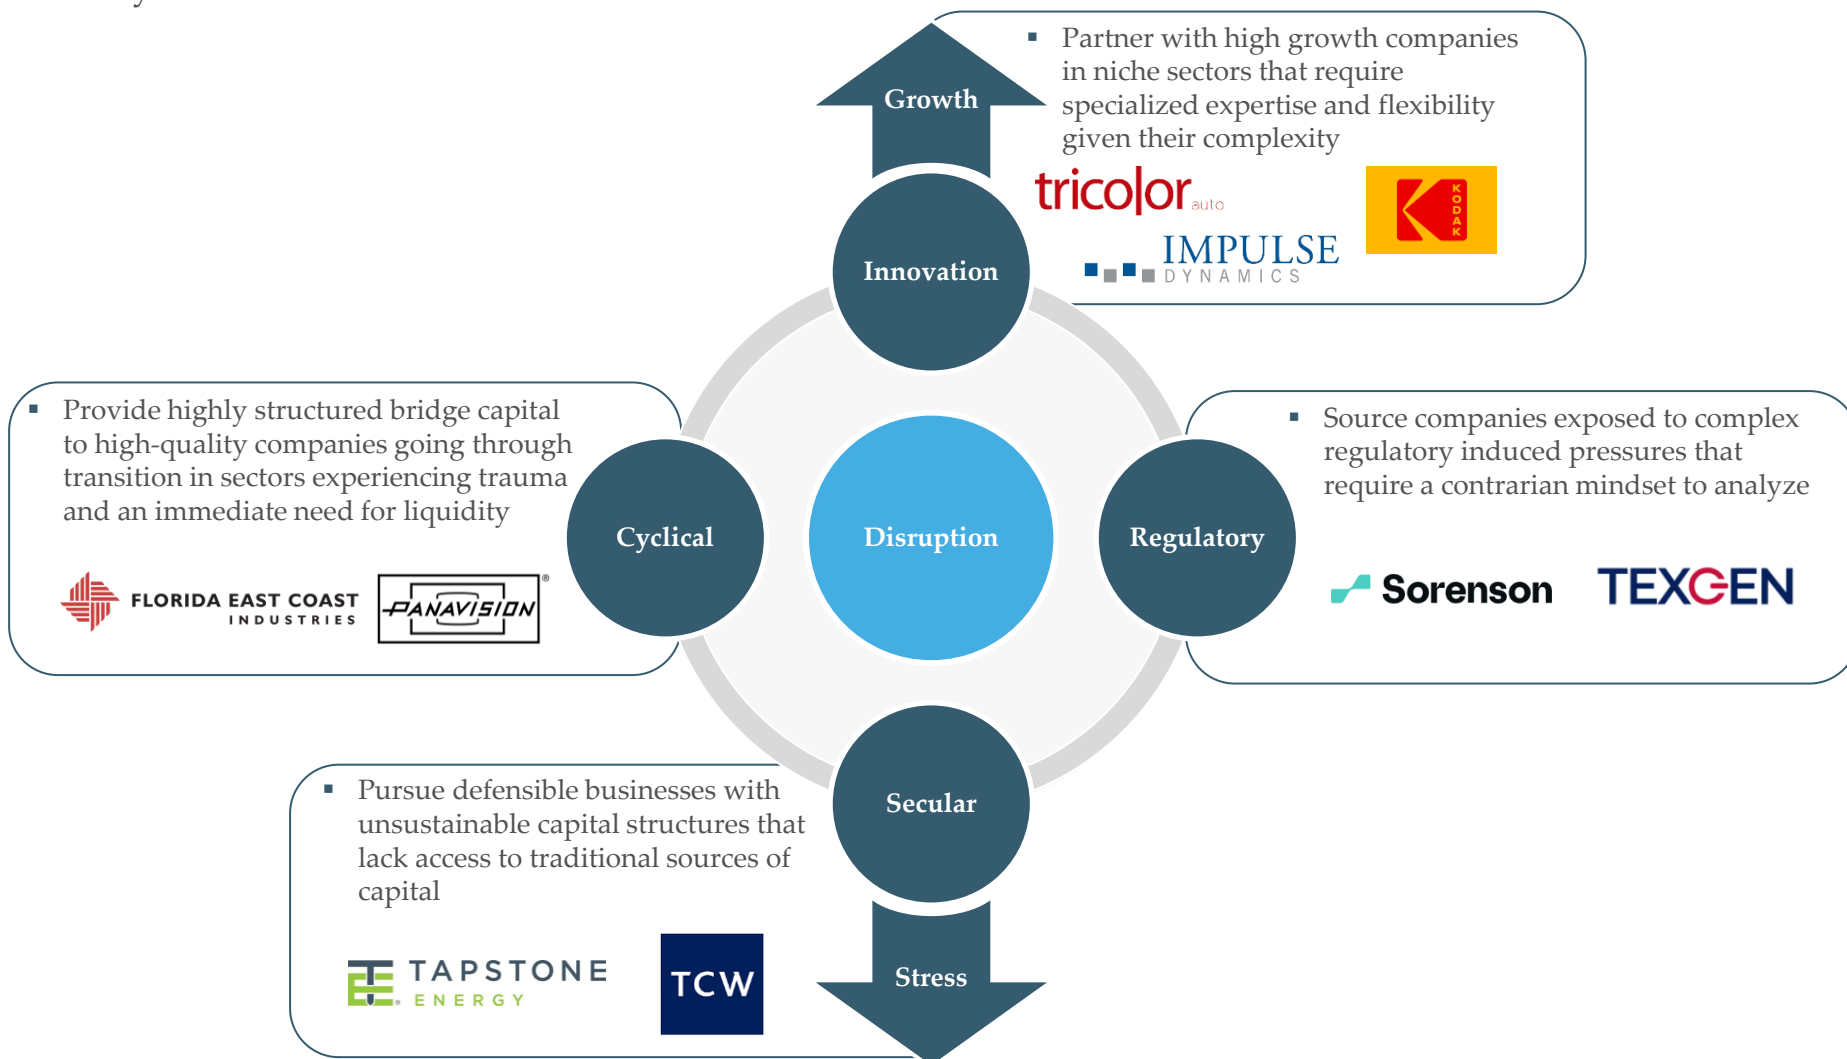 Growth
▪ Partner with high growth companies
in niche sectors that require
specialized expertise and flexibility
given their complexity
tricolor auto
KODAK
IMPULSE
DYNAMICS
Innovation
▪ Provide highly structured bridge capital
to high-quality companies going through
transition in sectors experiencing trauma
and an immediate need for liquidity
FLORIDA EAST COAST
INDUSTRIES
PANAVISION®
Cyclical
Disruption
Regulatory
▪ Source companies exposed to complex
regulatory induced pressures that
require a contrarian mindset to analyze
Sorenson
TEXGEN
Secular
▪ Pursue defensible businesses with
unsustainable capital structures that
lack access to traditional sources of
capital
TAPSTONE
ENERGY
TCW
Stress